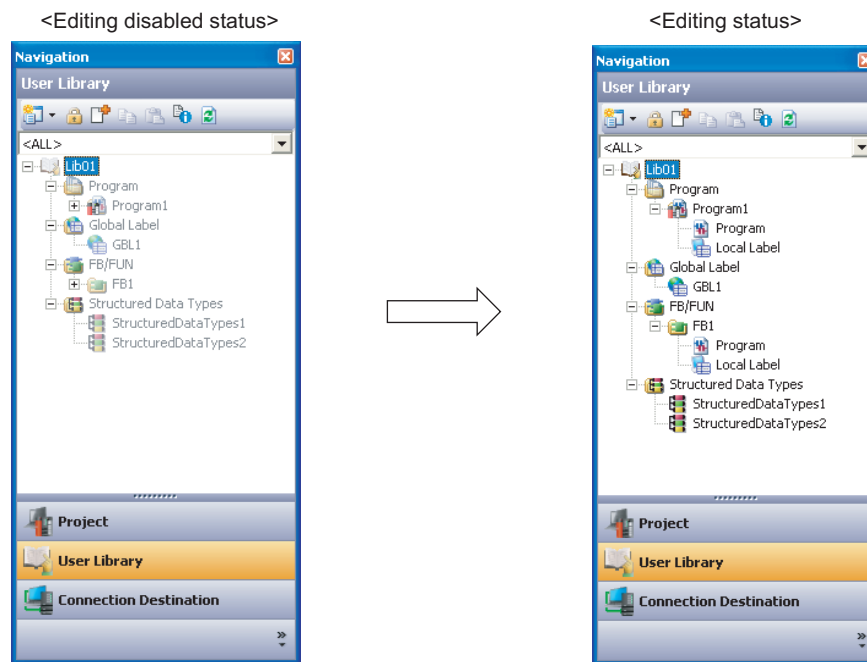 <Editing disabled status>
Navigation
User Library
<ALL>
Lib01
Program
Program1
Global Label
GBL1
FB/FUN
FB1
Structured Data Types
StructuredDataTypes1
StructuredDataTypes2
Project
User Library
Connection Destination
<Editing status>
Navigation
User Library
<ALL>
Lib01
Program
Program1
Program
Local Label
Global Label
GBL1
FB/FUN
FB1
Program
Local Label
Structured Data Types
StructuredDataTypes1
StructuredDataTypes2
Project
User Library
Connection Destination